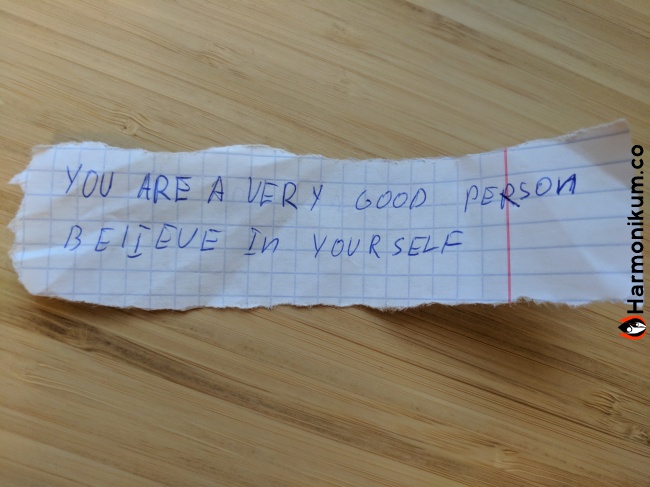 YOU ARE A VERY GOOD PERSON
BELIEVE IN YOURSELF
Harmonikum.co